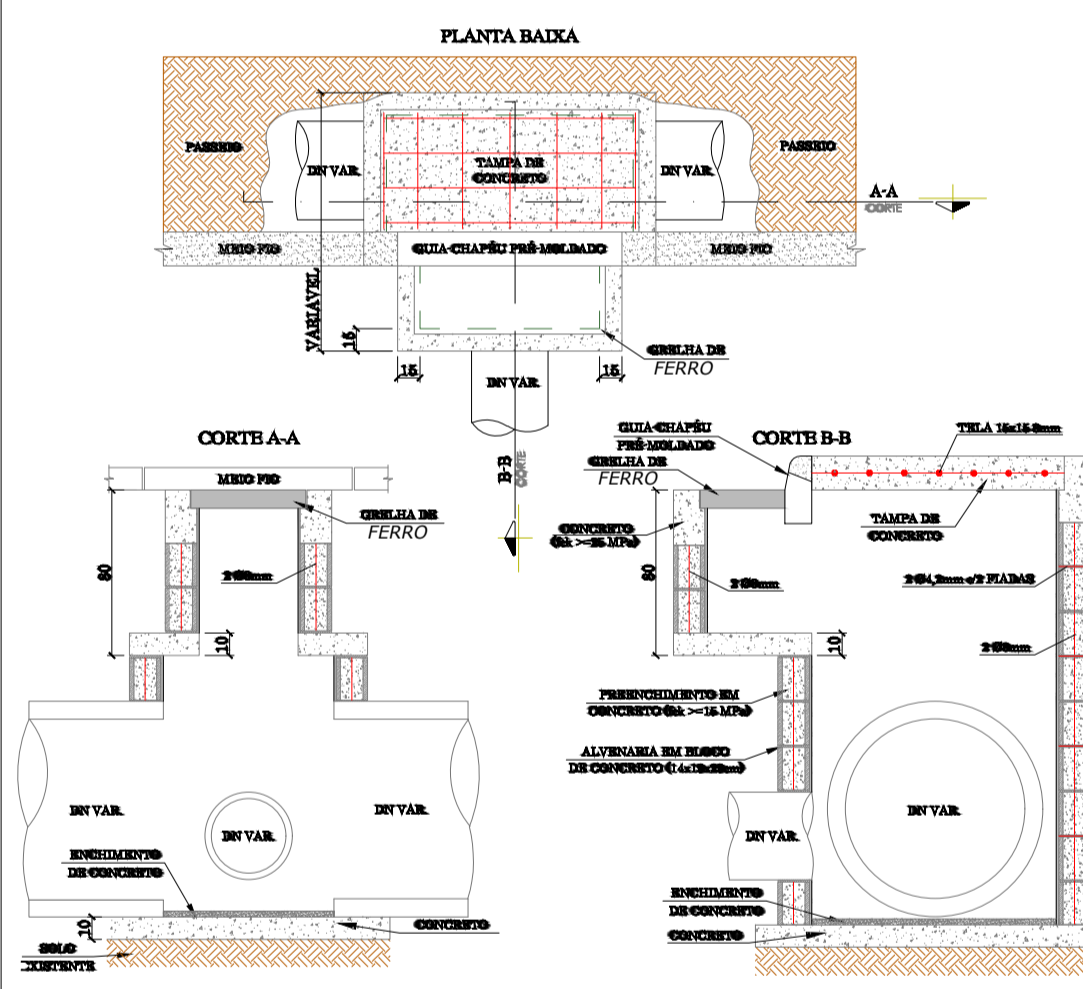 PLANTA BAIXA
PASSEIO
DN VAR.
TAMPA DE
CONCRETO
DN VAR.
PASSEIO
A-A
CORTE
MEIO FIO
GUIA-CHAPÉU PRÉ-MOLDADO
MEIO FIO
VARIAVEL
15
15
15
GRELHA DE
FERRO
DN VAR.
B-B
CORTE
CORTE A-A
MEIO FIO
GRELHA DE
FERRO
80
10
DN VAR.
DN VAR.
DN VAR.
ENCHIMENTO
DE CONCRETO
10
CONCRETO
SOLO
EXISTENTE
CORTE B-B
GUIA-CHAPÉU
PRÉ-MOLDADO
GRELHA DE
FERRO
TELA 15x15-8mm
CONCRETO
(fck >=25 MPa)
TAMPA DE
CONCRETO
80
10
PREENCHIMENTO EM
CONCRETO (fck >=15 MPa)
ALVENARIA EM BLOCO
DE CONCRETO
DN VAR.
DN VAR.
ENCHIMENTO
DE CONCRETO
CONCRETO